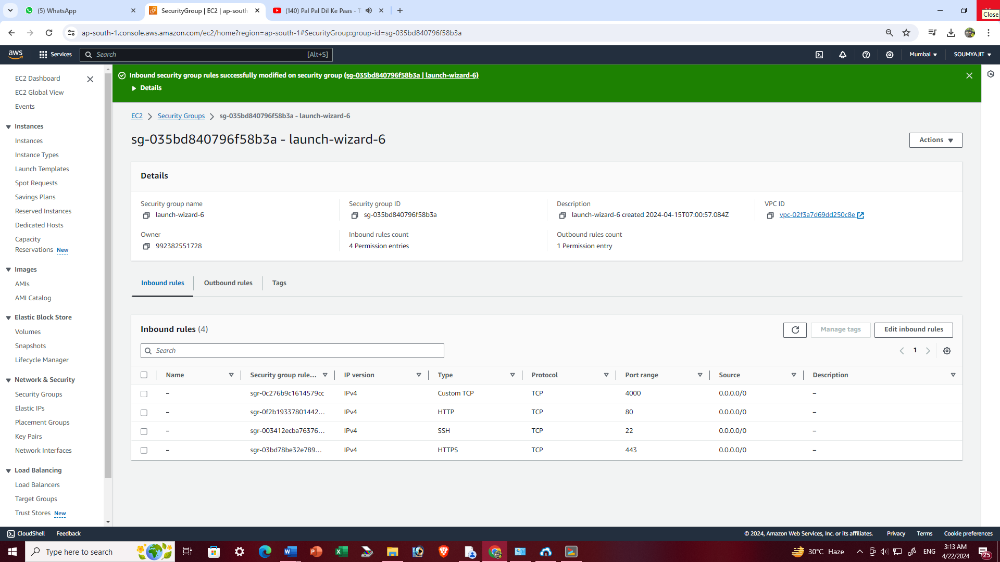 (5) WhatsApp
SecurityGroup | EC2 | ap-south
(140) Pal Pal Dil Ke Paas - T
Close
ap-south-1.console.aws.amazon.com/ec2/home?region=ap-south-1#SecurityGroup:group-id=sg-035bd840796f58b3a
aws
Services
Search
[Alt+S]
Mumbai
SOUMYAJIT
EC2 Dashboard
EC2 Global View
Events
Instances
Instances
Instance Types
Launch Templates
Spot Requests
Savings Plans
Reserved Instances
Dedicated Hosts
Capacity
Reservations New
Images
AMIs
AMI Catalog
Elastic Block Store
Volumes
Snapshots
Lifecycle Manager
Network & Security
Security Groups
Elastic IPs
Placement Groups
Key Pairs
Network Interfaces
Load Balancing
Load Balancers
Target Groups
Trust Stores New
Inbound security group rules successfully modified on security group (sg-035bd840796f58b3a | launch-wizard-6)
Details
EC2
Security Groups
sg-035bd840796f58b3a - launch-wizard-6
sg-035bd840796f58b3a - launch-wizard-6
Actions
Details
Security group name
launch-wizard-6
Security group ID
sg-035bd840796f58b3a
Description
launch-wizard-6 created 2024-04-15T07:00:57.084Z
VPC ID
vpc-02f3a7d69dd250c8e
Owner
992382551728
Inbound rules count
4 Permission entries
Outbound rules count
1 Permission entry
Inbound rules
Outbound rules
Tags
Inbound rules (4)
Manage tags
Edit inbound rules
Search
1
Name Security group rule... IP version Type Protocol Port range Source Description
– sgr-0c276b9c1614579cc IPv4 Custom TCP TCP 4000 0.0.0.0/0 –
– sgr-0f2b19337801442... IPv4 HTTP TCP 80 0.0.0.0/0 –
– sgr-003412ecba76376... IPv4 SSH TCP 22 0.0.0.0/0 –
– sgr-03bd78be32e789... IPv4 HTTPS TCP 443 0.0.0.0/0 –
CloudShell
Feedback
© 2024, Amazon Web Services, Inc. or its affiliates.
Privacy
Terms
Cookie preferences
Type here to search
30°C Haze
ENG
3:13 AM
4/22/2024
25